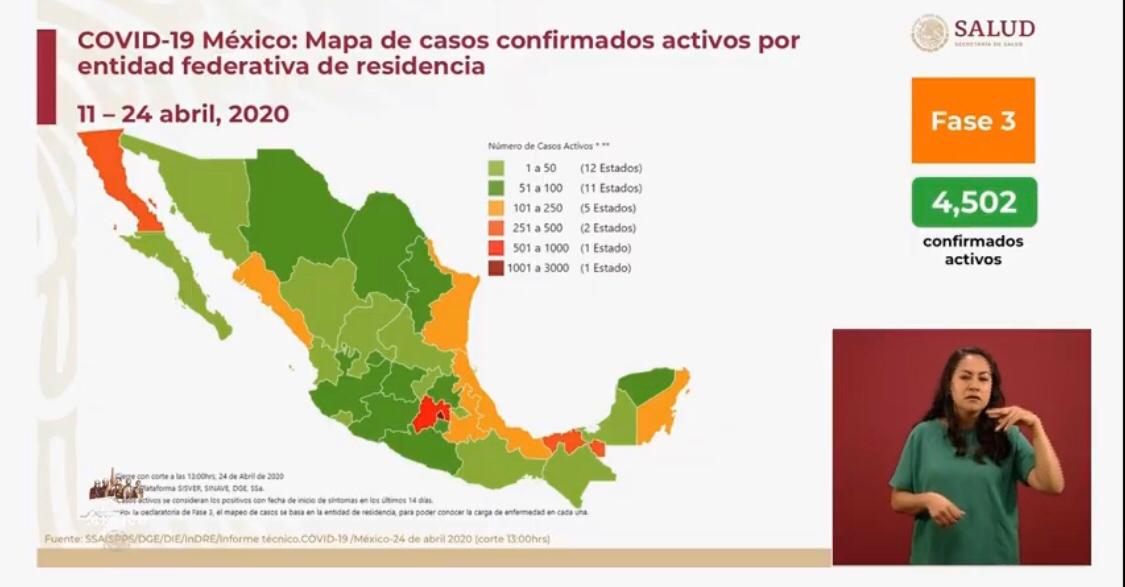 COVID-19 México: Mapa de casos confirmados activos por
entidad federativa de residencia
11 – 24 abril, 2020
SALUD
SECRETARÍA DE SALUD
Fase 3
4,502
confirmados
activos
Número de Casos Activos * **
1 a 50 (12 Estados)
51 a 100 (11 Estados)
101 a 250 (5 Estados)
251 a 500 (2 Estados)
501 a 1000 (1 Estado)
1001 a 3000 (1 Estado)
con corte a las 13:00hrs, 24 de Abril de 2020
Plataforma SISVER, SINAVE, DGE, SSa.
activos se consideran los positivos con fecha de inicio de síntomas en los últimos 14 días.
Por la declaratoria de Fase 3, el mapeo de casos se basa en la entidad de residencia, para poder conocer la carga de enfermedad en cada una.
Fuente: SSA/SPPS/DGE/DIE/InDRE/Informe técnico.COVID-19 /México-24 de abril 2020 (corte 13:00hrs)